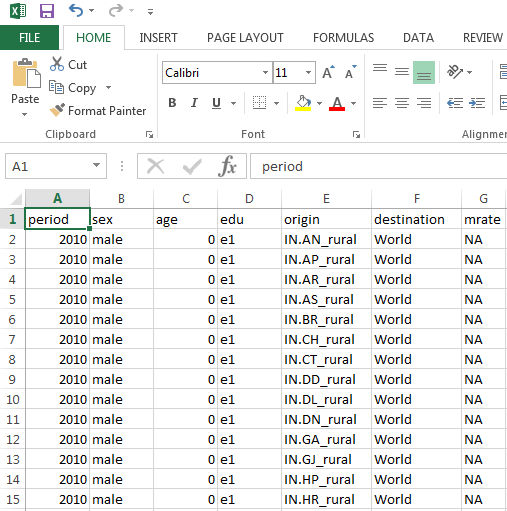 FILE HOME INSERT PAGE LAYOUT FORMULAS DATA REVIEW
Cut
Copy
Format Painter
Paste
Calibri 11 A A
B I U A
Clipboard Font Alignme
A1 fx period
A B C D E F G
1 period sex age edu origin destination mrate
2 2010 male 0 e1 IN.AN_rural World NA
3 2010 male 0 e1 IN.AP_rural World NA
4 2010 male 0 e1 IN.AR_rural World NA
5 2010 male 0 e1 IN.AS_rural World NA
6 2010 male 0 e1 IN.BR_rural World NA
7 2010 male 0 e1 IN.CH_rural World NA
8 2010 male 0 e1 IN.CT_rural World NA
9 2010 male 0 e1 IN.DD_rural World NA
10 2010 male 0 e1 IN.DL_rural World NA
11 2010 male 0 e1 IN.DN_rural World NA
12 2010 male 0 e1 IN.GA_rural World NA
13 2010 male 0 e1 IN.GJ_rural World NA
14 2010 male 0 e1 IN.HP_rural World NA
15 2010 male 0 e1 IN.HR_rural World NA